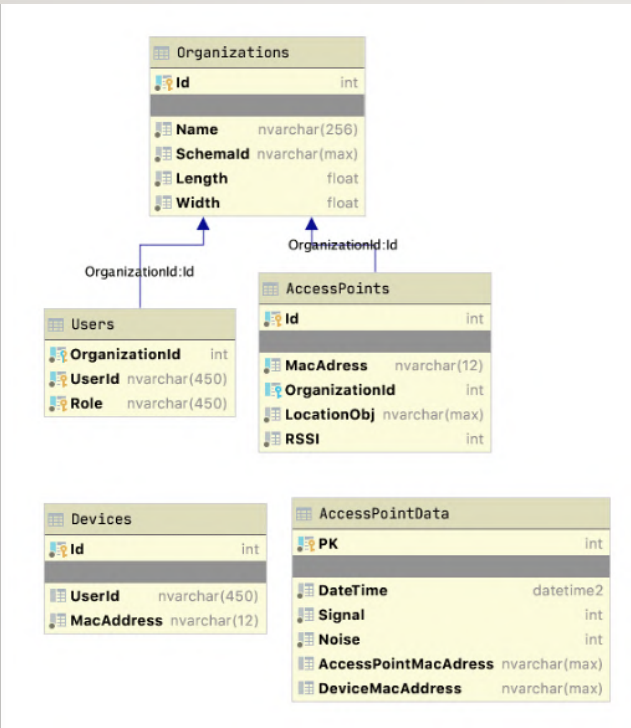 Organizations
Id int
Name nvarchar(256)
SchemaId nvarchar(max)
Length float
Width float
OrganizationId:Id
OrganizationId:Id
Users
OrganizationId int
UserId nvarchar(450)
Role nvarchar(450)
AccessPoints
Id int
MacAdress nvarchar(12)
OrganizationId int
LocationObj nvarchar(max)
RSSI int
Devices
Id int
UserId nvarchar(450)
MacAddress nvarchar(12)
AccessPointData
PK int
DateTime datetime2
Signal int
Noise int
AccessPointMacAdress nvarchar(max)
DeviceMacAddress nvarchar(max)